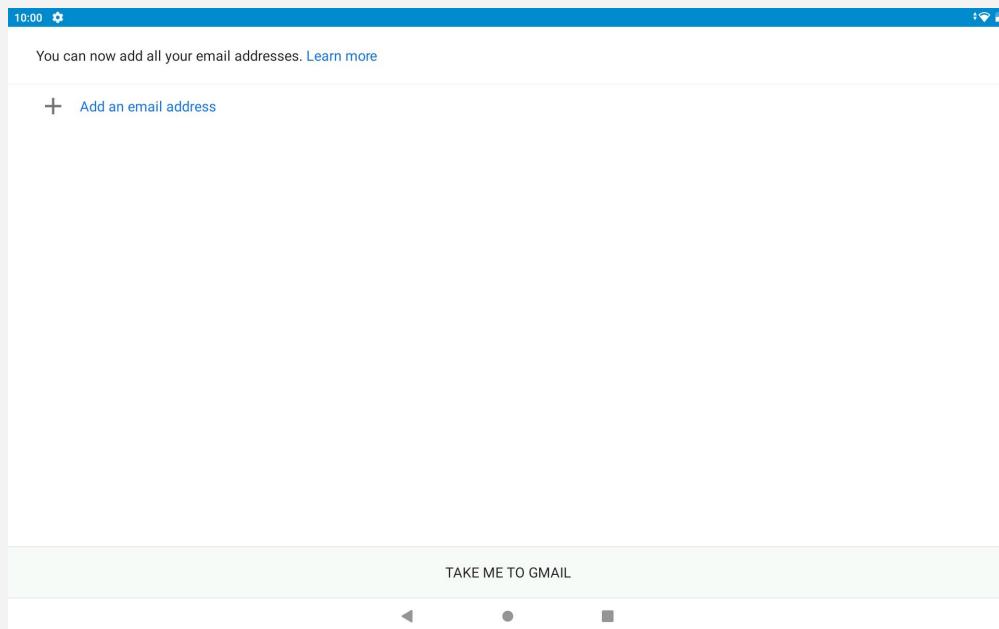 10:00
You can now add all your email addresses. Learn more
Add an email address
TAKE ME TO GMAIL